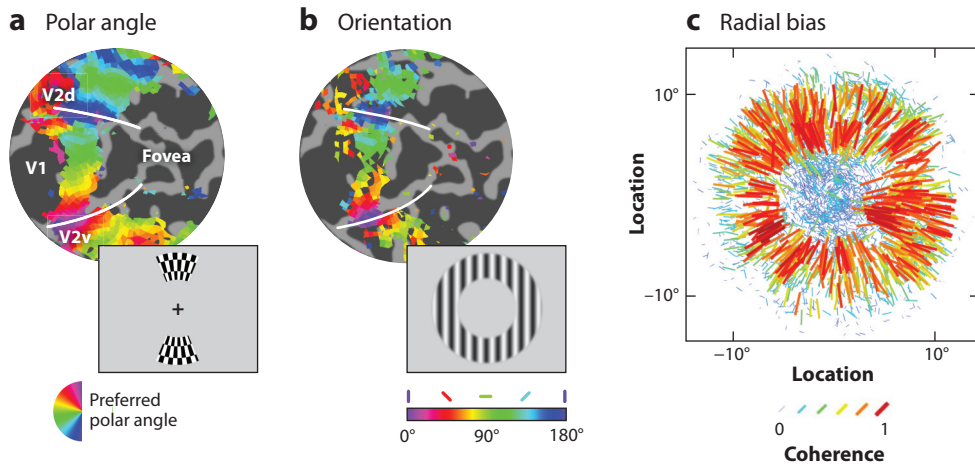 a Polar angle
V2d
V1
Fovea
V2v
+
Preferred
polar angle
b Orientation
0° 90° 180°
c Radial bias
10°
Location
−10°
−10° 10°
Location
0 1
Coherence